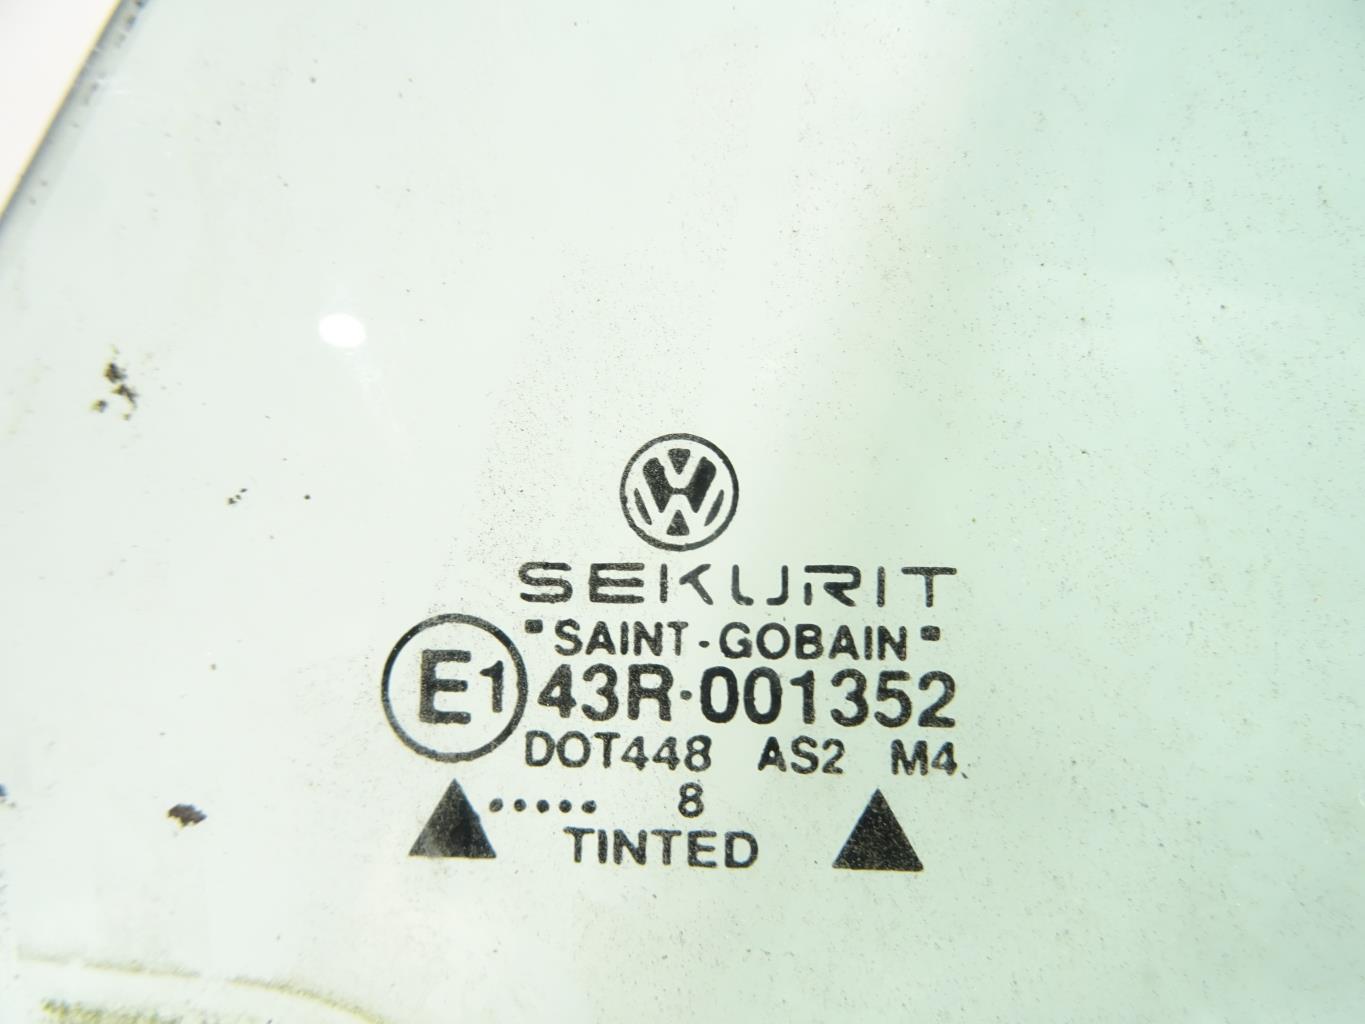 SEKURIT
"SAINT-GOBAIN"
E1 43R-001352
DOT448 AS2 M4
..... 8
TINTED